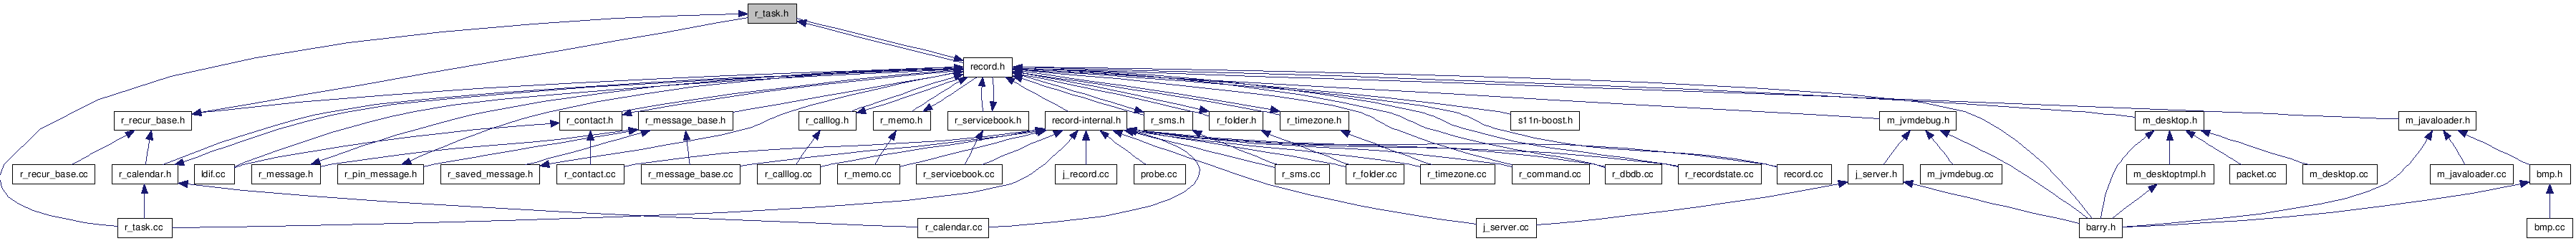 r_task.h
record.h
r_recur_base.h
r_contact.h
r_message_base.h
r_calllog.h
r_memo.h
r_servicebook.h
record-internal.h
r_sms.h
r_folder.h
r_timezone.h
s11n-boost.h
m_jvmdebug.h
m_desktop.h
m_javaloader.h
r_recur_base.cc
r_calendar.h
ldif.cc
r_message.h
r_pin_message.h
r_saved_message.h
r_contact.cc
r_message_base.cc
r_calllog.cc
r_memo.cc
r_servicebook.cc
j_record.cc
probe.cc
r_sms.cc
r_folder.cc
r_timezone.cc
r_command.cc
r_dbdb.cc
r_recordstate.cc
record.cc
j_server.h
m_jvmdebug.cc
m_desktoptmpl.h
packet.cc
m_desktop.cc
m_javaloader.cc
bmp.h
r_task.cc
r_calendar.cc
j_server.cc
barry.h
bmp.cc